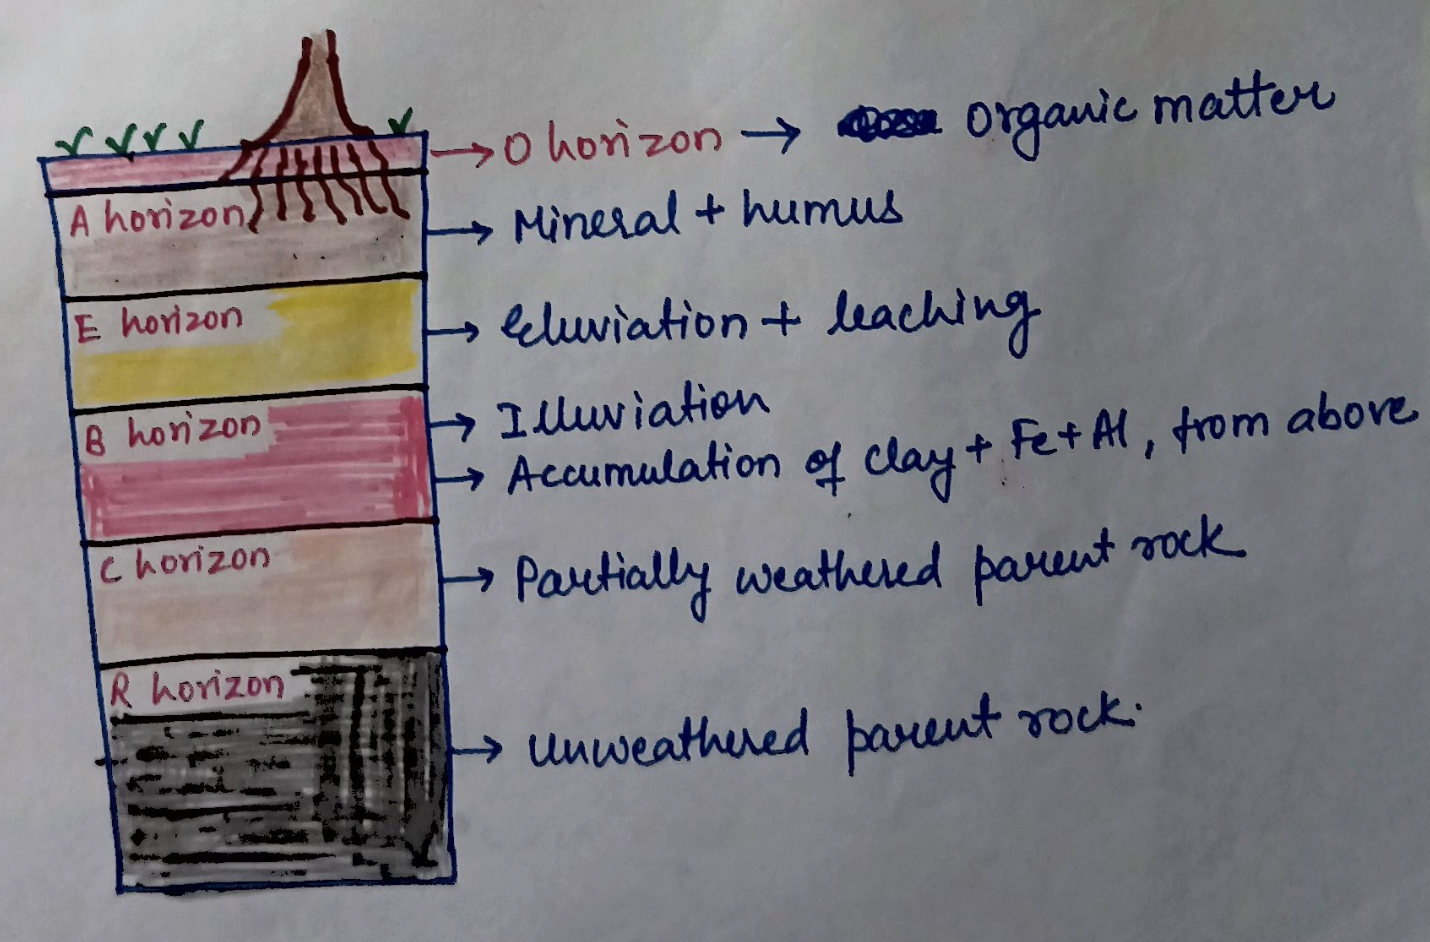 O horizon → Organic matter
A horizon → Mineral + humus
E horizon → Eluviation + leaching
B horizon → Illuviation
→ Accumulation of clay + Fe + Al, from above
C horizon → Partially weathered parent rock
R horizon → Unweathered parent rock.